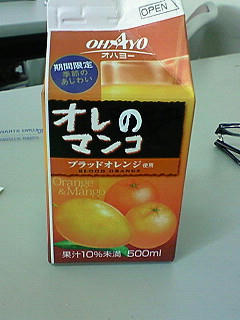 OPEN
OHAYO
オハヨー
期間限定
季節の
あじわい
オレの
マンコ
ブラッドオレンジ使用
BLOOD ORANGE
Orange
& Mango
果汁10%未満 500ml